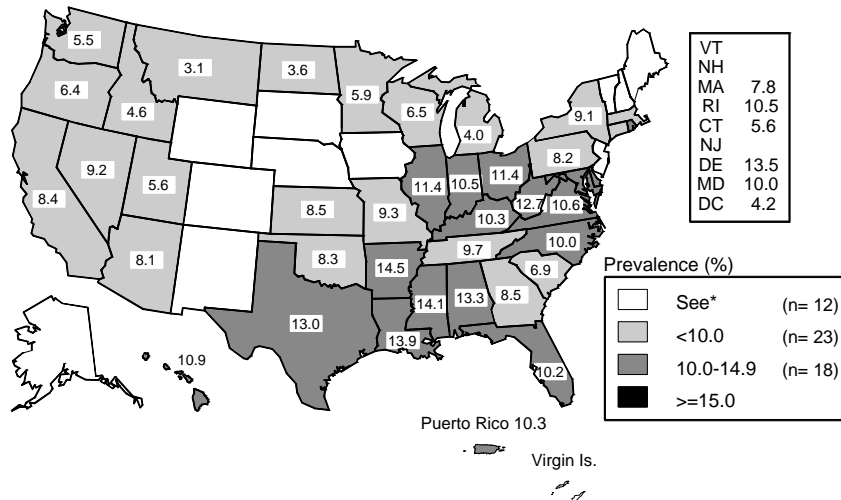 5.5
3.1
3.6
6.4
4.6
5.9
6.5
4.0
9.1
9.2
5.6
8.4
8.2
11.4
10.5
11.4
8.5
9.3
12.7
10.6
10.3
8.1
8.3
14.5
9.7
10.0
6.9
13.0
14.1
13.3
8.5
13.9
10.2
10.9
Puerto Rico 10.3
Virgin Is.
VT
NH
MA 7.8
RI 10.5
CT 5.6
NJ
DE 13.5
MD 10.0
DC 4.2
Prevalence (%)
See* (n= 12)
<10.0 (n= 23)
10.0-14.9 (n= 18)
>=15.0